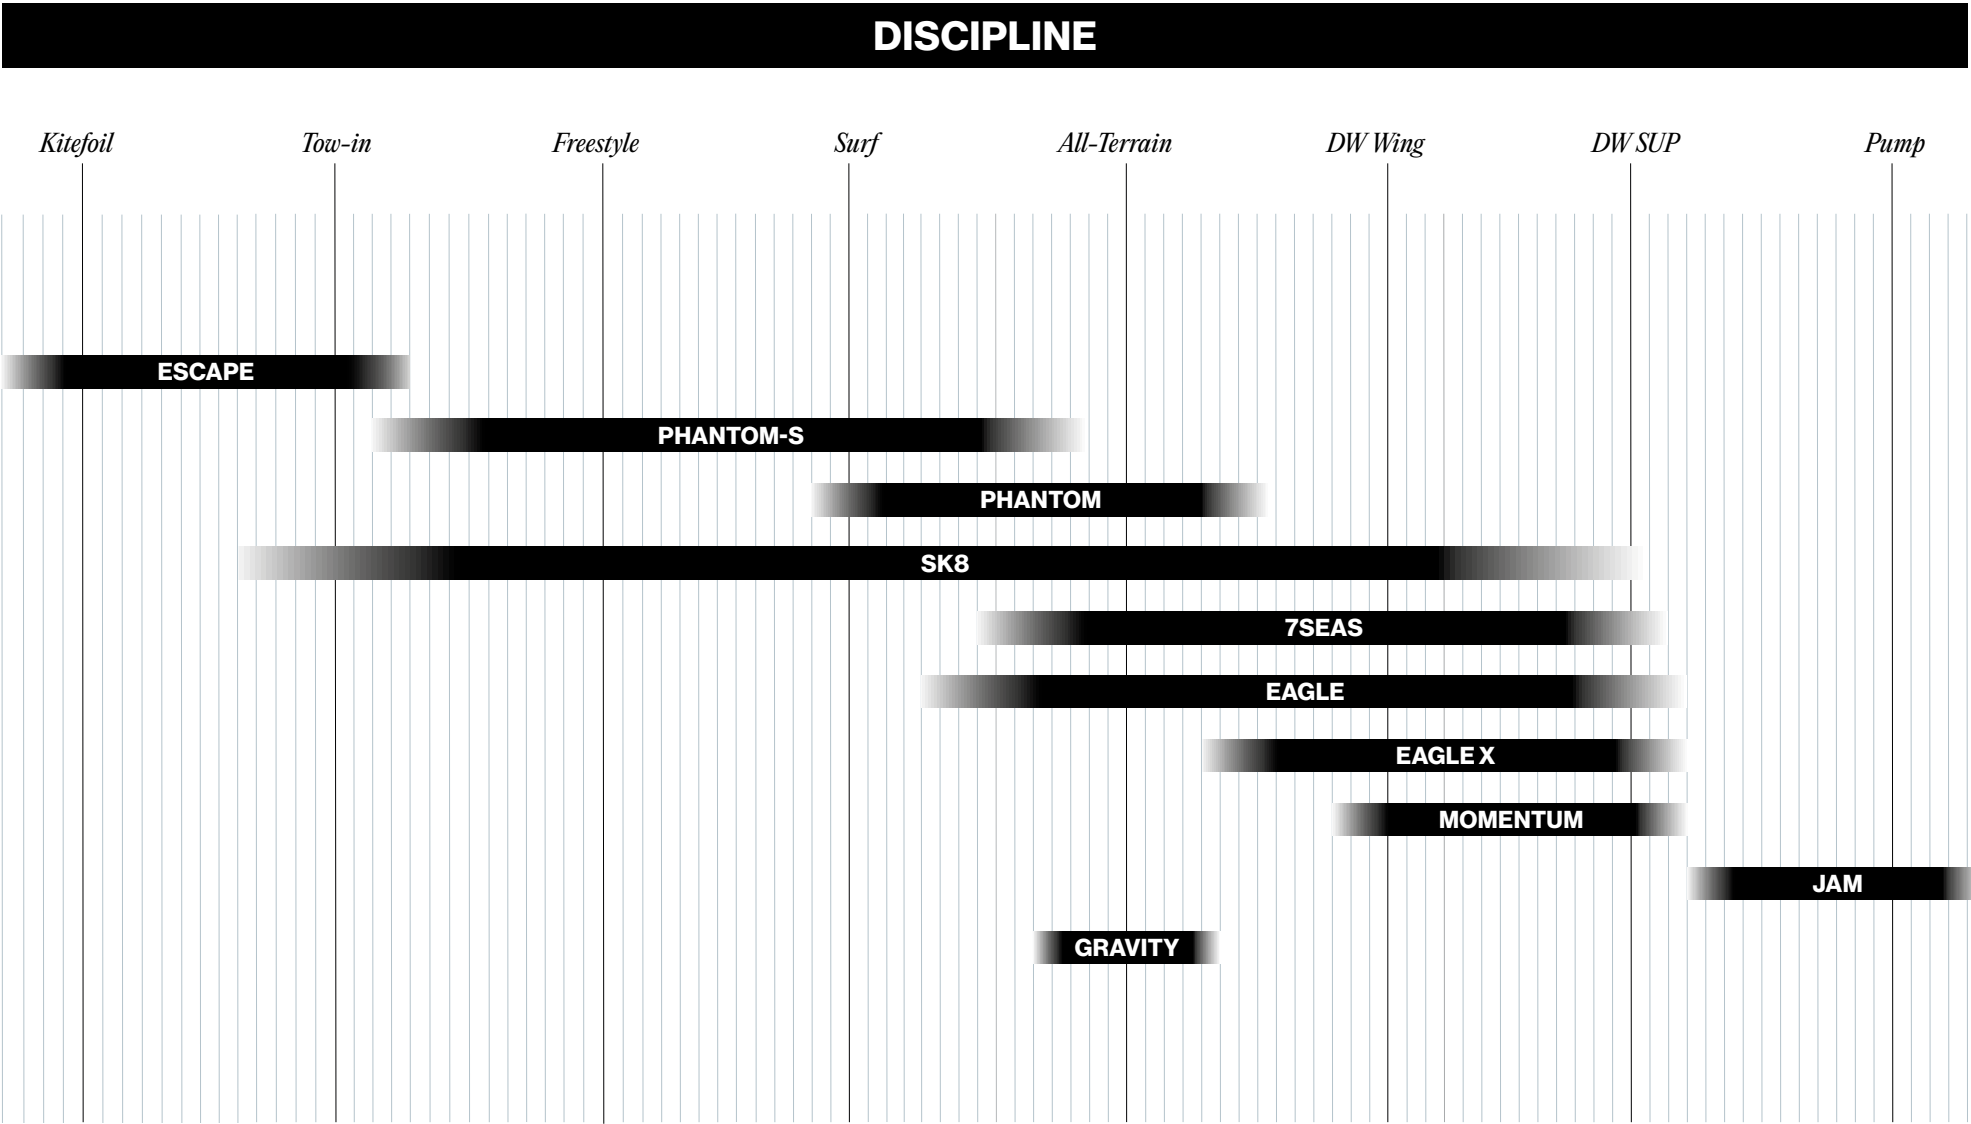 DISCIPLINE
Kitefoil Tow-in Freestyle Surf All-Terrain DW Wing DW SUP Pump
ESCAPE
PHANTOM-S
PHANTOM
SK8
7SEAS
EAGLE
EAGLE X
MOMENTUM
JAM
GRAVITY